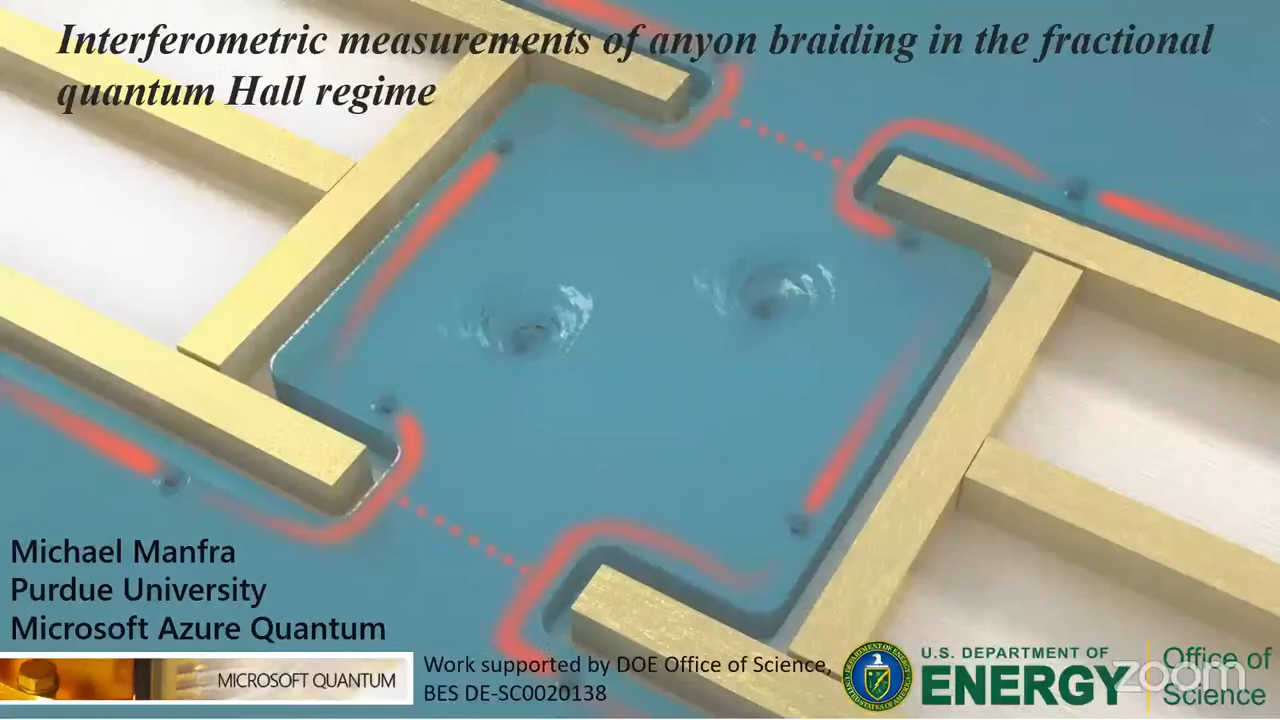 Interferometric measurements of anyon braiding in the fractional
quantum Hall regime
Michael Manfra
Purdue University
Microsoft Azure Quantum
MICROSOFT QUANTUM
Work supported by DOE Office of Science,
BES DE-SC0020138
U.S. DEPARTMENT OF
ENERGY
Office of
Science
zoom